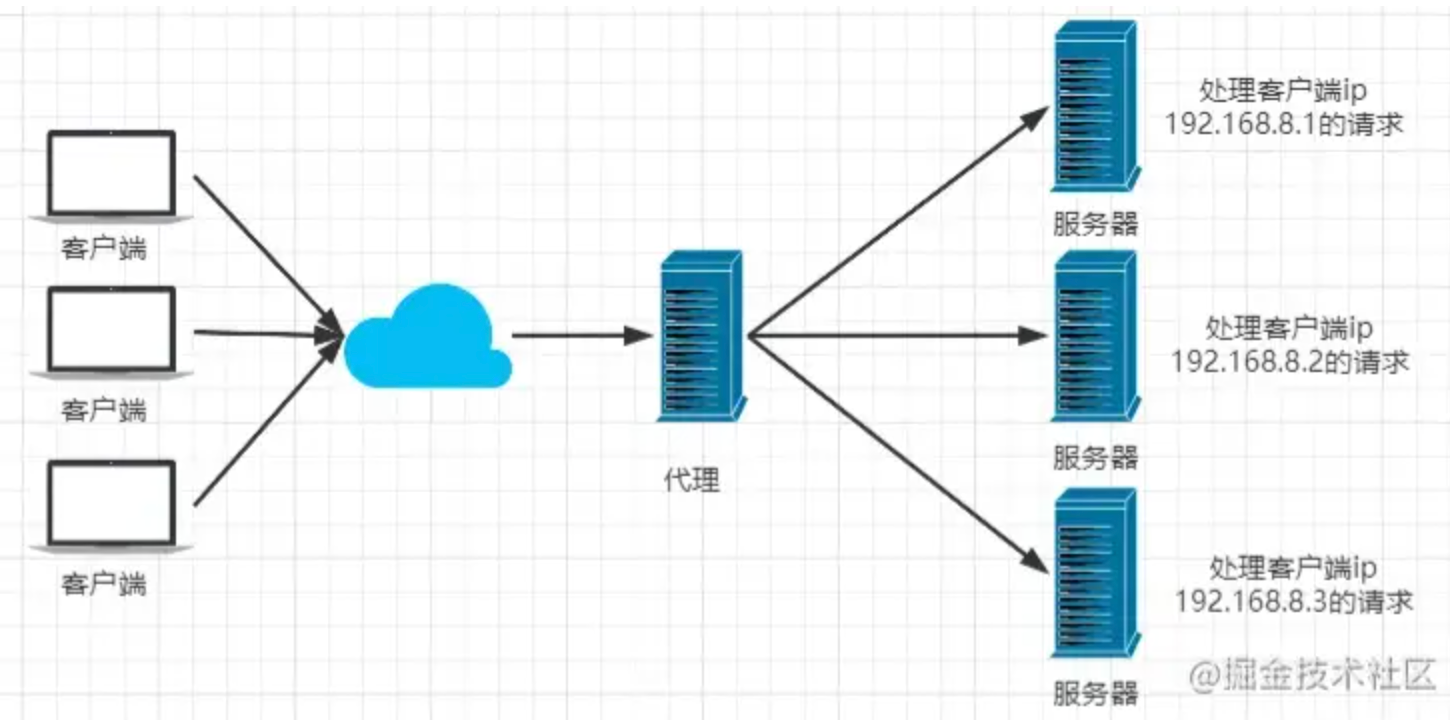 客户端
客户端
客户端
代理
处理客户端ip
192.168.8.1的请求
服务器
处理客户端ip
192.168.8.2的请求
服务器
处理客户端ip
192.168.8.3的请求
服务器
@掘金技术社区